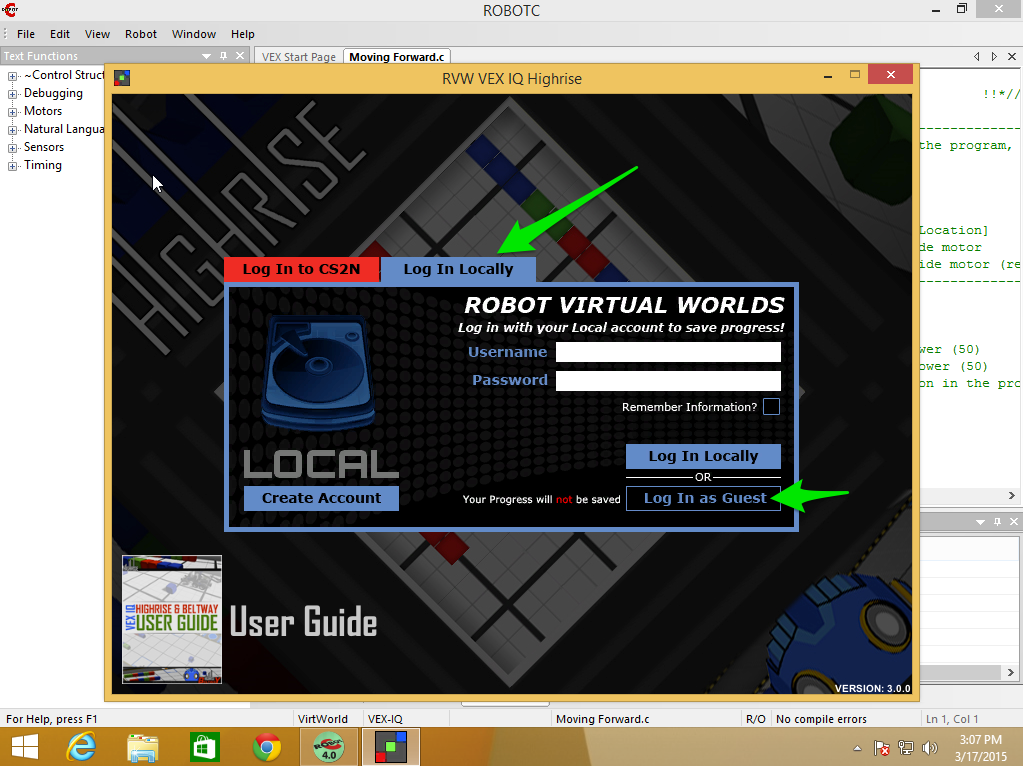 ROBOTC
File Edit View Robot Window Help
Text Functions
VEX Start Page
Moving Forward.c
~Control Struct
Debugging
Motors
Natural Langua
Sensors
Timing
RVW VEX IQ Highrise
!!*//
the program,
Location]
de motor
ide motor (re
wer (50)
ower (50)
on in the pro
HIGHRISE
Log In to CS2N
Log In Locally
ROBOT VIRTUAL WORLDS
Log in with your Local account to save progress!
Username
Password
Remember Information?
LOCAL
Log In Locally
OR
Create Account
Your Progress will not be saved
Log In as Guest
VEX IQ
HIGHRISE & BELTWAY
USER GUIDE
User Guide
VERSION: 3.0.0
For Help, press F1
VirtWorld
VEX-IQ
Moving Forward.c
R/O
No compile errors
Ln 1, Col 1
4.0
3:07 PM
3/17/2015